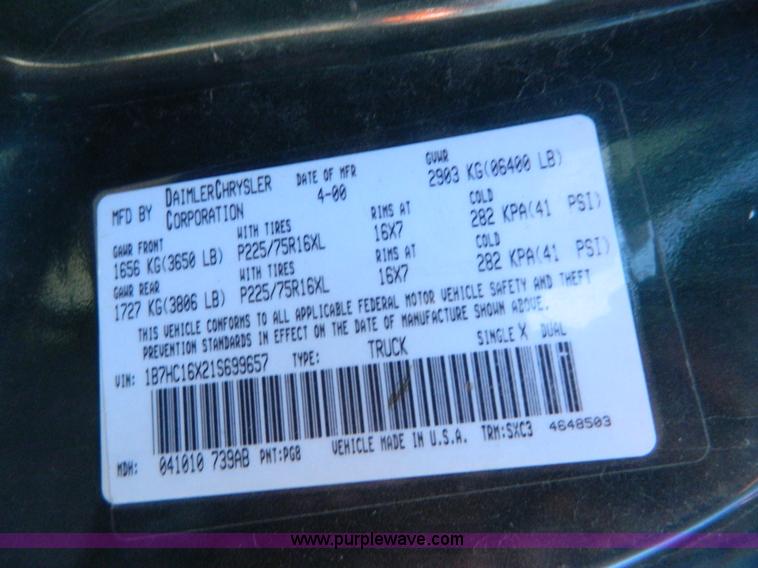 MFD BY DAIMLERCHRYSLER CORPORATION DATE OF MFR 4-00 GVWR 2903 KG(06400 LB)
GAWR FRONT WITH TIRES RIMS AT COLD
1656 KG(3650 LB) P225/75R16XL 16X7 282 KPA(41 PSI)
GAWR REAR WITH TIRES RIMS AT COLD
1727 KG(3806 LB) P225/75R16XL 16X7 282 KPA(41 PSI)
THIS VEHICLE CONFORMS TO ALL APPLICABLE FEDERAL MOTOR VEHICLE SAFETY AND THEFT
PREVENTION STANDARDS IN EFFECT ON THE DATE OF MANUFACTURE SHOWN ABOVE.
VIN: 1B7HC16X21S699657 TYPE: TRUCK SINGLE X DUAL
MDH: 041010 739AB PNT:PG8 VEHICLE MADE IN U.S.A. TRM:SXC3 4648503
www.purplewave.com